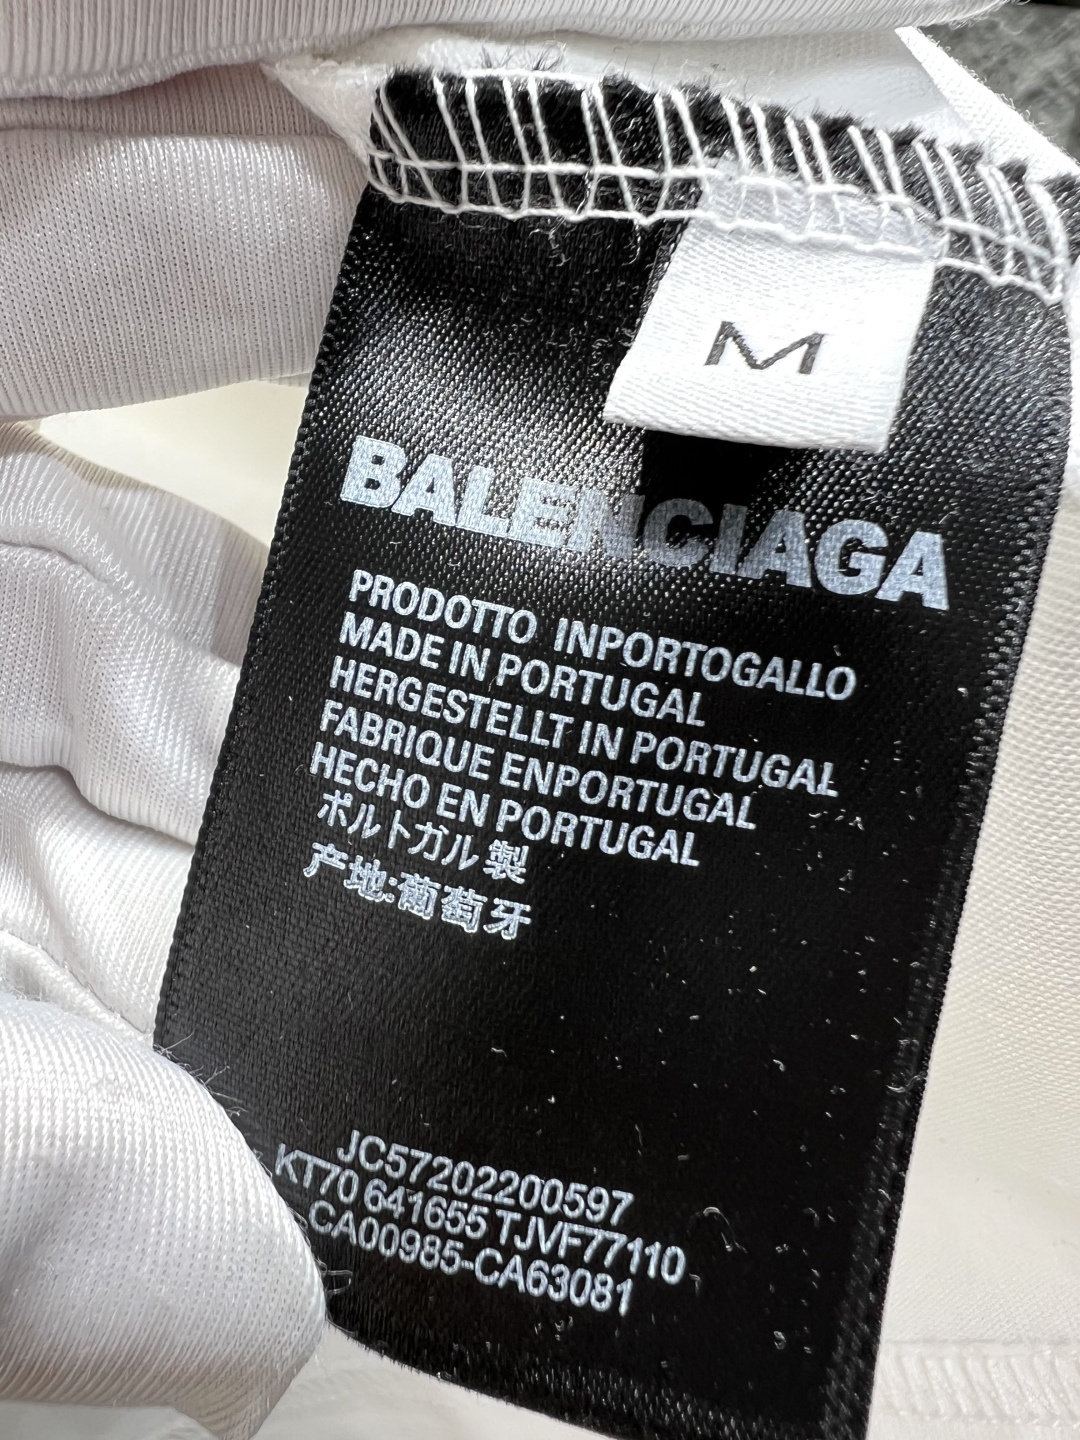 M
BALENCIAGA
PRODOTTO INPORTOGALLO
MADE IN PORTUGAL
HERGESTELLT IN PORTUGAL
FABRIQUE ENPORTUGAL
HECHO EN PORTUGAL
ポルトガル 製
产地:葡萄牙
JC57202200597
KT70 641655 TJVF77110
CA00985-CA63081